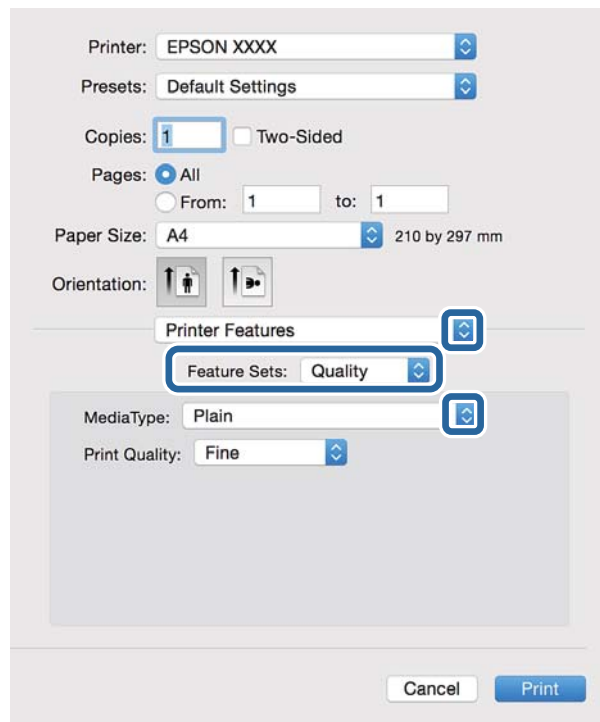 Printer: EPSON XXXX
Presets: Default Settings
Copies: 1 Two-Sided
Pages: All
From: 1 to: 1
Paper Size: A4 210 by 297 mm
Orientation:
Printer Features
Feature Sets: Quality
MediaType: Plain
Print Quality: Fine
Cancel Print